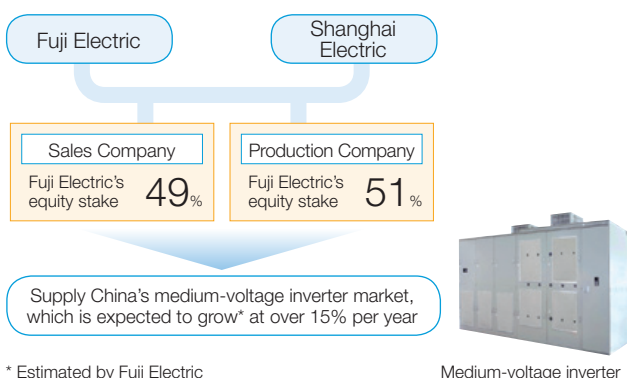 Fuji Electric
Shanghai
Electric
Sales Company
Fuji Electric's
equity stake 49%
Production Company
Fuji Electric's
equity stake 51%
Supply China's medium-voltage inverter market,
which is expected to grow* at over 15% per year
* Estimated by Fuji Electric
Medium-voltage inverter